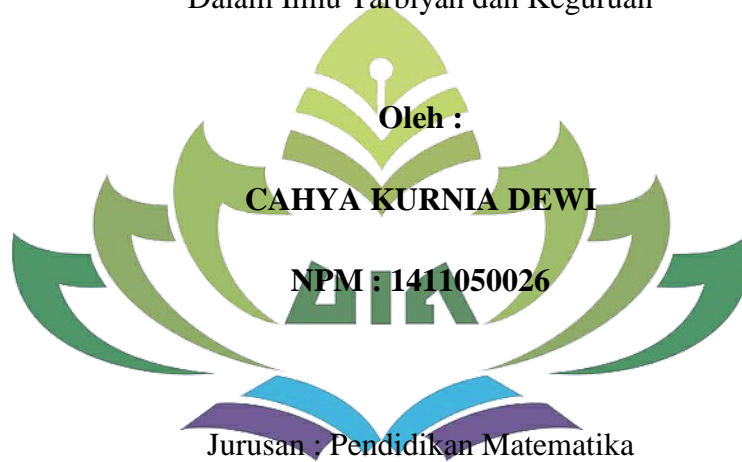 Dalam Ilmu Tarbiyah dan Keguruan
Oleh :
CAHYA KURNIA DEWI
NPM : 1411050026
Jurusan : Pendidikan Matematika